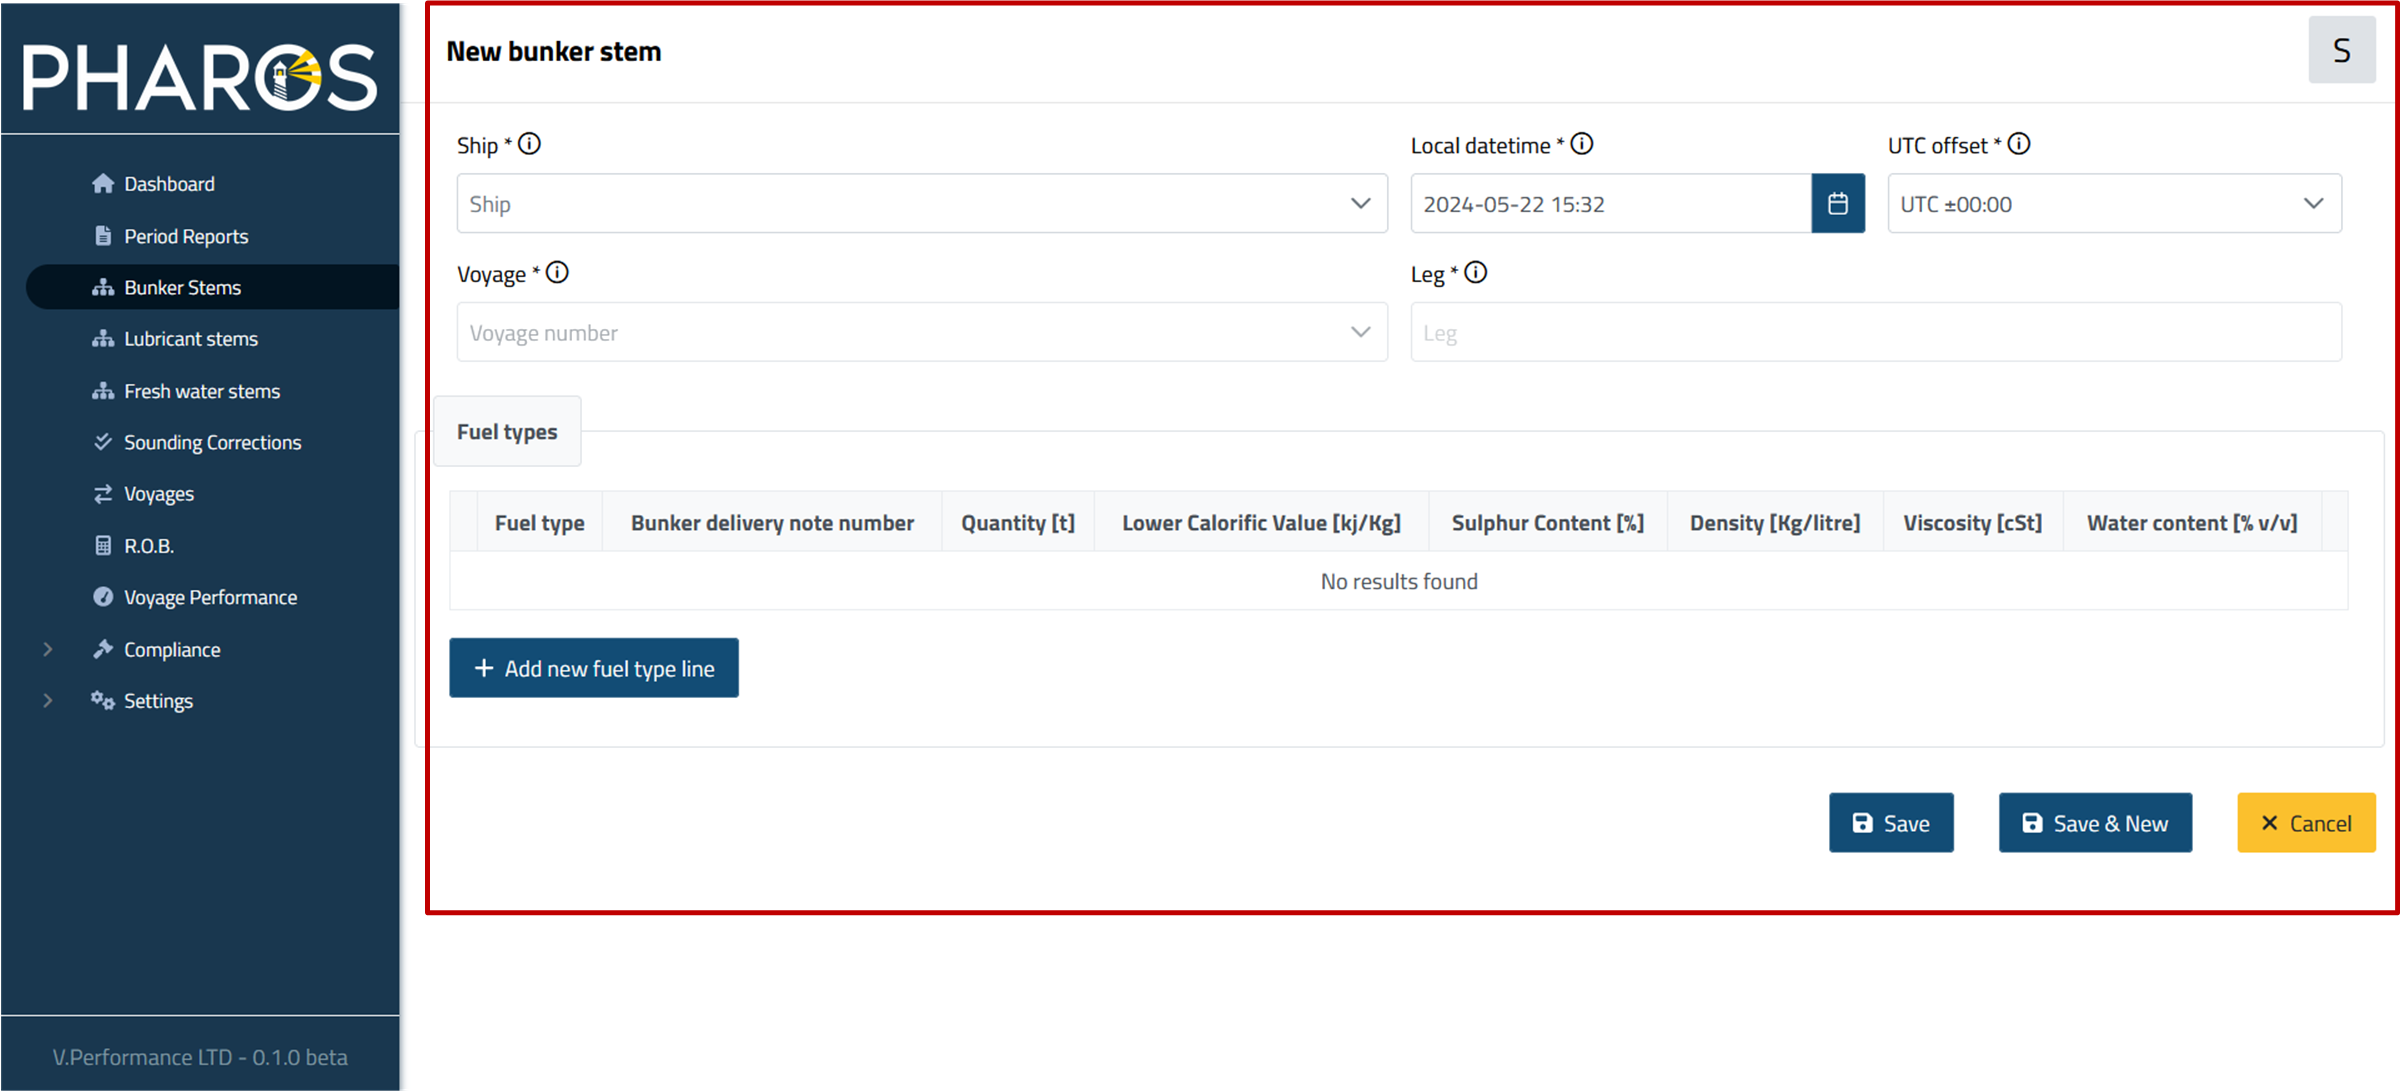 PHAROS
Dashboard
Period Reports
Bunker Stems
Lubricant stems
Fresh water stems
Sounding Corrections
Voyages
R.O.B.
Voyage Performance
Compliance
Settings
V.Performance LTD - 0.1.0 beta
New bunker stem
S
Ship *
Local datetime *
UTC offset *
Ship
2024-05-22 15:32
UTC ±00:00
Voyage *
Leg *
Voyage number
Leg
Fuel types
Fuel type
Bunker delivery note number
Quantity [t]
Lower Calorific Value [kj/Kg]
Sulphur Content [%]
Density [Kg/litre]
Viscosity [cSt]
Water content [% v/v]
No results found
+ Add new fuel type line
Save
Save & New
Cancel